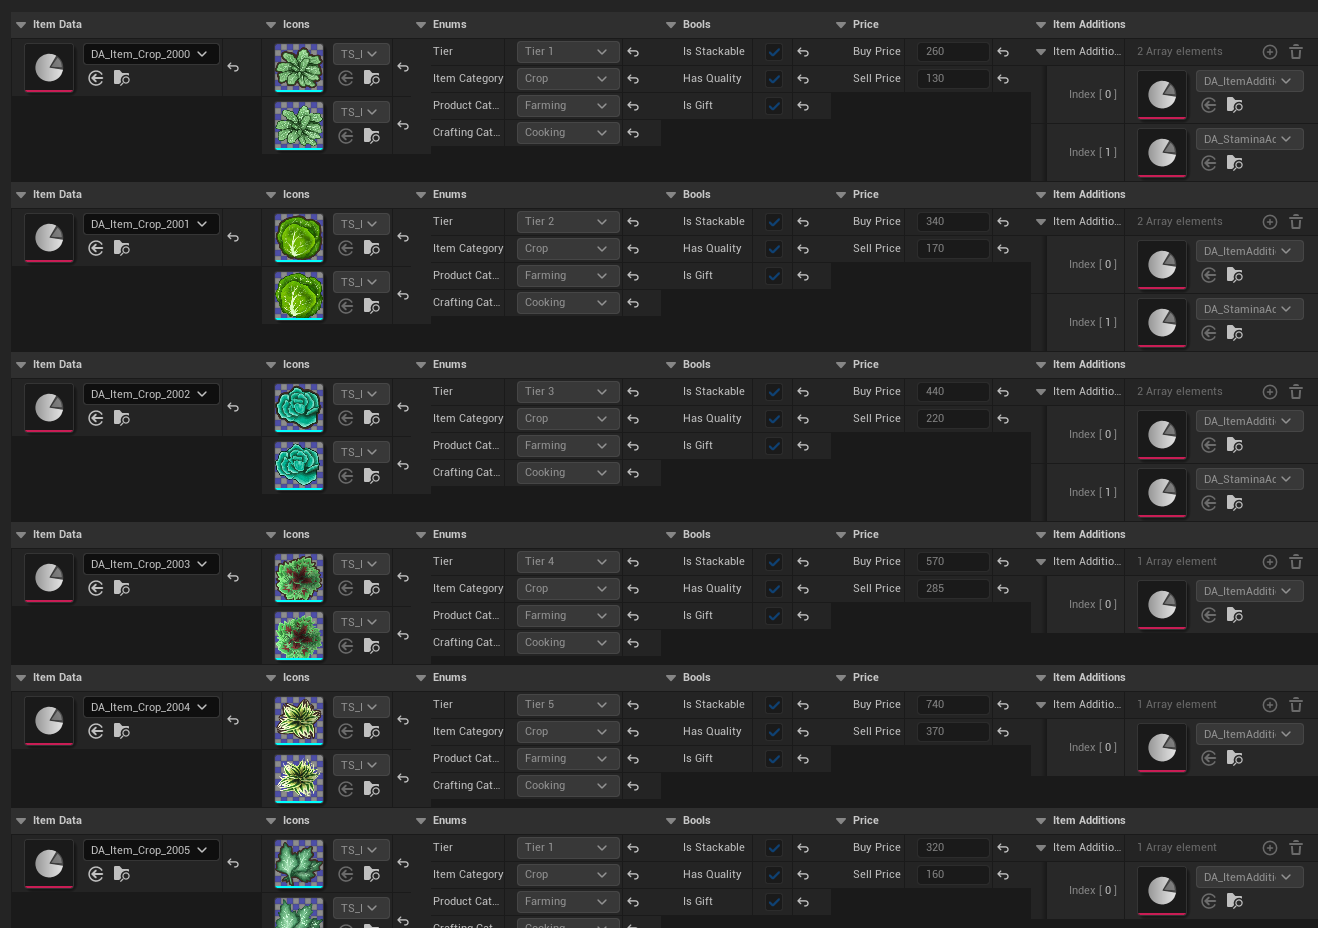 Item Data Icons Enums Bools Price Item Additions
DA_Item_Crop_2000 TS_I Tier Tier 1 Is Stackable Buy Price 260 Item Additio... 2 Array elements
Item Category Crop Has Quality Sell Price 130 Index [ 0 ] DA_ItemAdditi
TS_I Product Cat... Farming Is Gift
Crafting Cat... Cooking Index [ 1 ] DA_StaminaAc
Item Data Icons Enums Bools Price Item Additions
DA_Item_Crop_2001 TS_I Tier Tier 2 Is Stackable Buy Price 340 Item Additio... 2 Array elements
Item Category Crop Has Quality Sell Price 170 Index [ 0 ] DA_ItemAdditi
TS_I Product Cat... Farming Is Gift
Crafting Cat... Cooking Index [ 1 ] DA_StaminaAc
Item Data Icons Enums Bools Price Item Additions
DA_Item_Crop_2002 TS_I Tier Tier 3 Is Stackable Buy Price 440 Item Additio... 2 Array elements
Item Category Crop Has Quality Sell Price 220 Index [ 0 ] DA_ItemAdditi
TS_I Product Cat... Farming Is Gift
Crafting Cat... Cooking Index [ 1 ] DA_StaminaAc
Item Data Icons Enums Bools Price Item Additions
DA_Item_Crop_2003 TS_I Tier Tier 4 Is Stackable Buy Price 570 Item Additio... 1 Array element
Item Category Crop Has Quality Sell Price 285 Index [ 0 ] DA_ItemAdditi
TS_I Product Cat... Farming Is Gift
Crafting Cat... Cooking
Item Data Icons Enums Bools Price Item Additions
DA_Item_Crop_2004 TS_I Tier Tier 5 Is Stackable Buy Price 740 Item Additio... 1 Array element
Item Category Crop Has Quality Sell Price 370 Index [ 0 ] DA_ItemAdditi
TS_I Product Cat... Farming Is Gift
Crafting Cat... Cooking
Item Data Icons Enums Bools Price Item Additions
DA_Item_Crop_2005 TS_I Tier Tier 1 Is Stackable Buy Price 320 Item Additio... 1 Array element
Item Category Crop Has Quality Sell Price 160 Index [ 0 ] DA_ItemAdditi
TS_I Product Cat... Farming Is Gift
Crafting Cat... Cooking